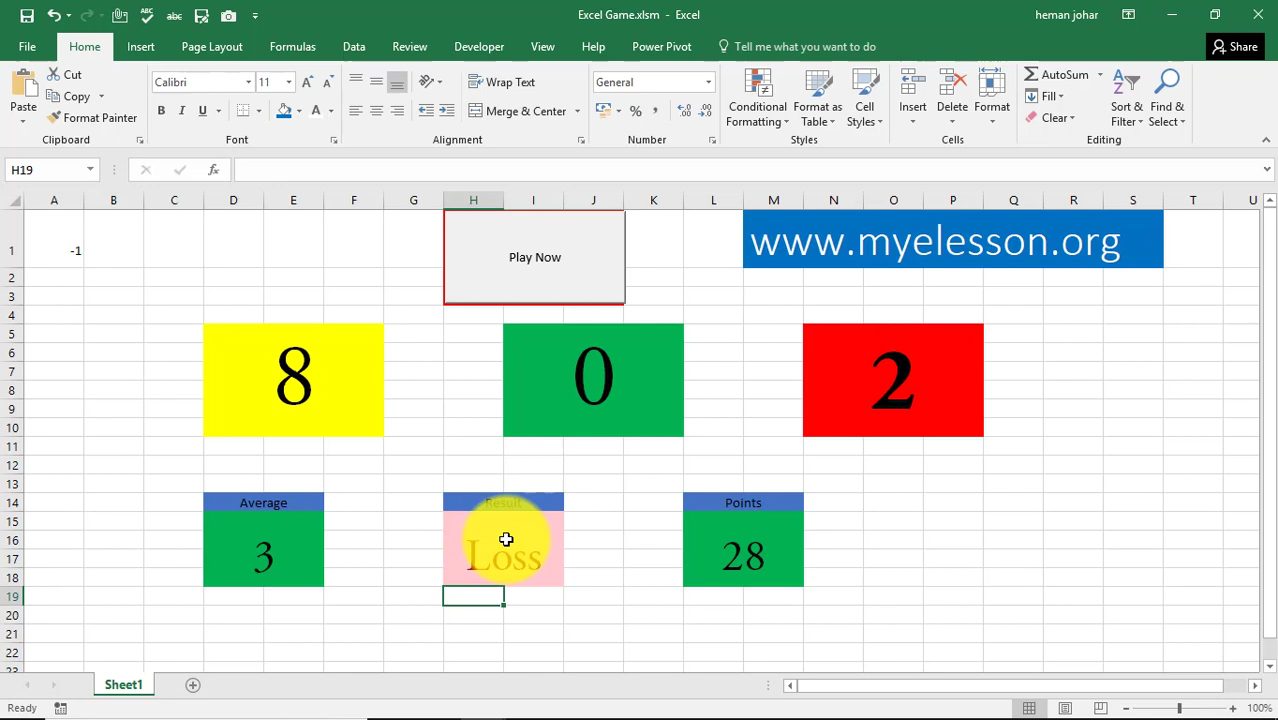 Excel Game.xlsm - Excel
heman johar
File Home Insert Page Layout Formulas Data Review View Developer Help Power Pivot Tell me what you want to do Share
Paste
Cut
Copy
Format Painter
Clipboard
Calibri 11
B I U
Font
Wrap Text
Merge & Center
Alignment
General
%
Number
Conditional Formatting
Format as Table
Cell Styles
Styles
Insert
Delete
Format
Cells
AutoSum
Fill
Clear
Sort & Filter
Find & Select
Editing
H19
fx
A B C D E F G H I J K L M N O P Q R S T U
1
2
3
4
5
6
7
8
9
10
11
12
13
14
15
16
17
18
19
20
21
22
23
-1
Play Now
www.myelesson.org
8 0 2
Average Result Points
3 Loss 28
Sheet1
Ready
100%